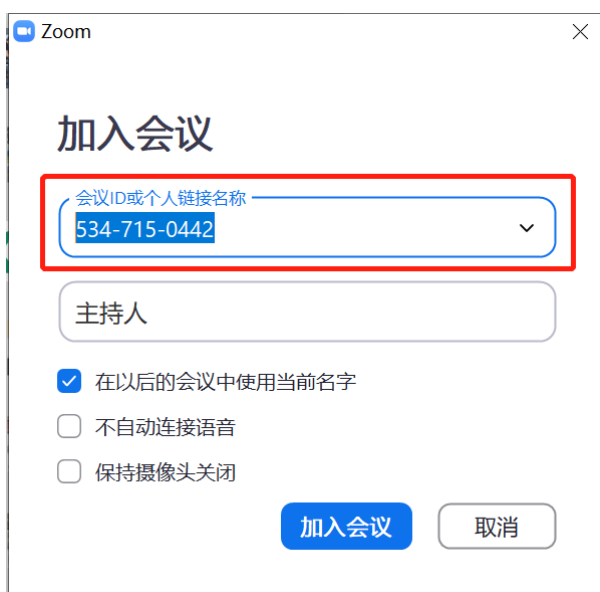 Zoom
加入会议
会议ID或个人链接名称
534-715-0442
主持人
在以后的会议中使用当前名字
不自动连接语音
保持摄像头关闭
加入会议 取消